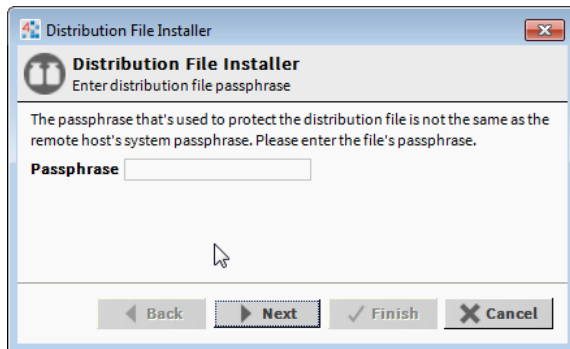 Distribution File Installer
Distribution File Installer
Enter distribution file passphrase
The passphrase that's used to protect the distribution file is not the same as the
remote host's system passphrase. Please enter the file's passphrase.
Passphrase
Back Next Finish Cancel